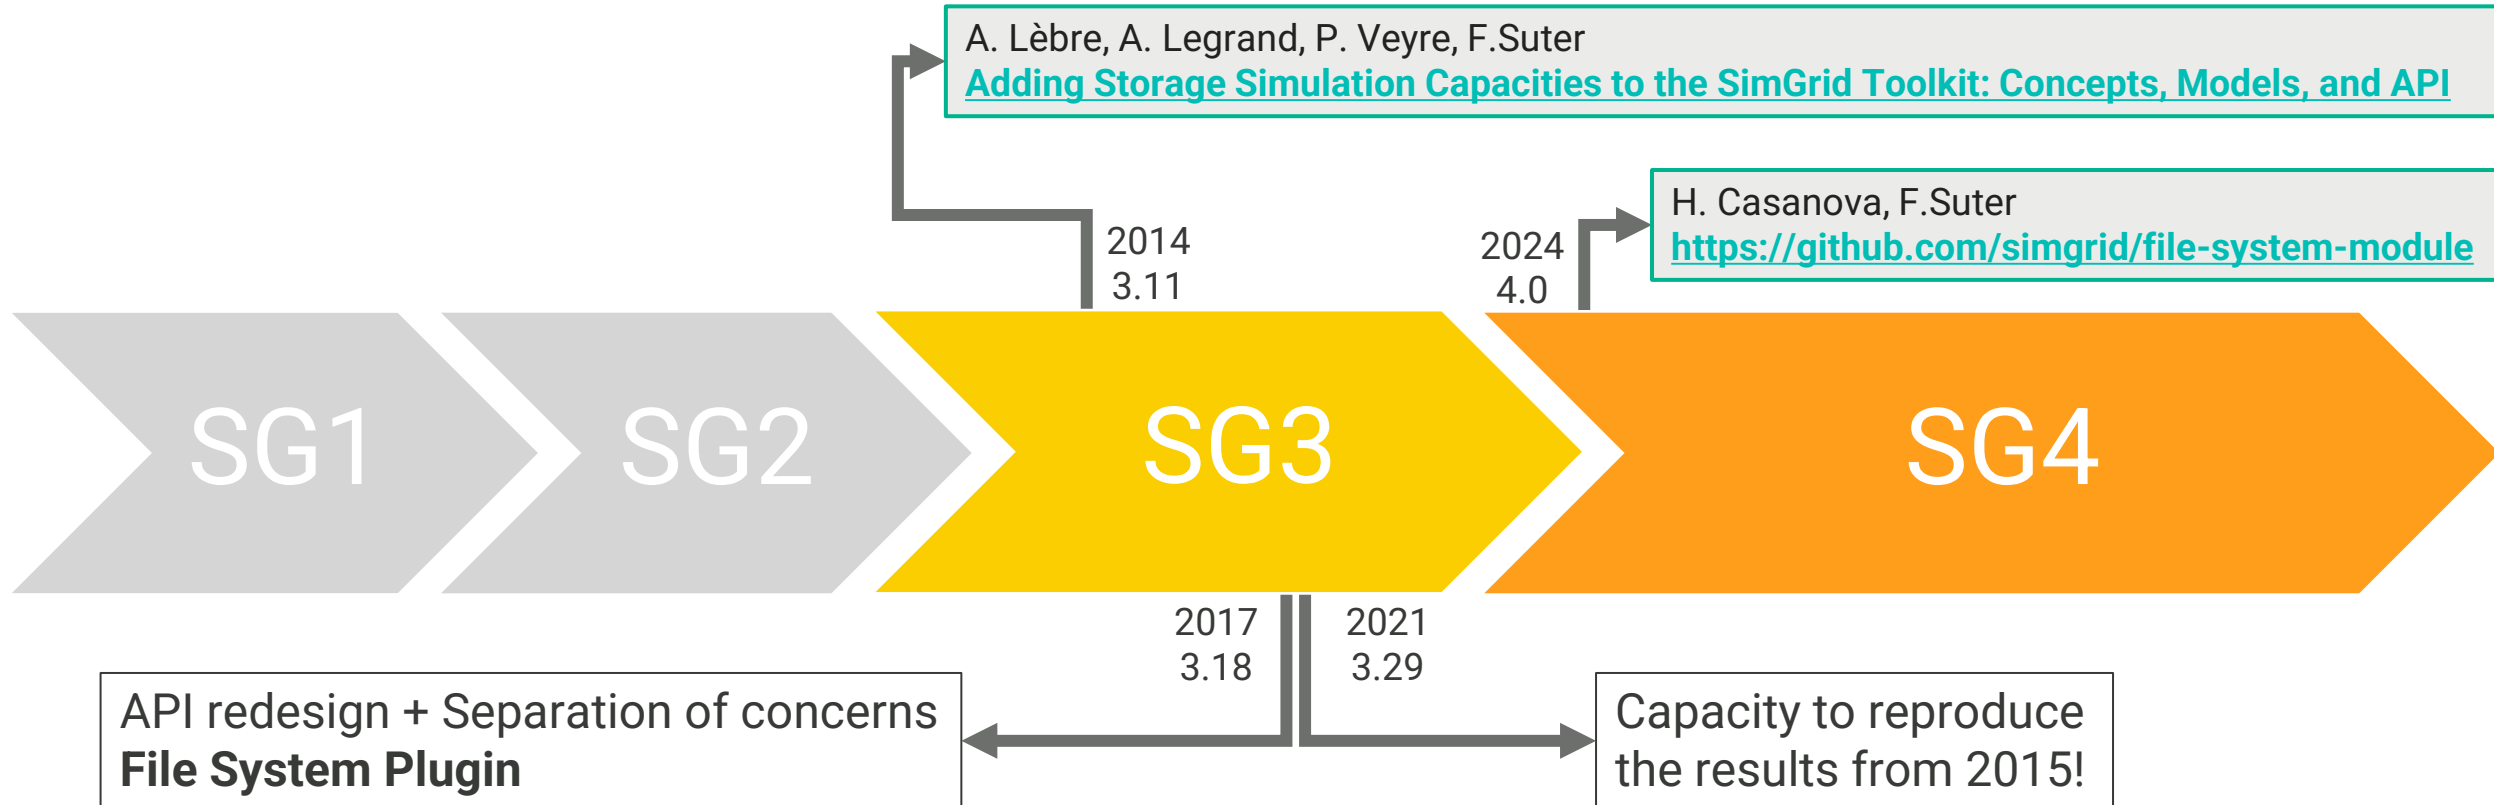 A. Lèbre, A. Legrand, P. Veyre, F.Suter
Adding Storage Simulation Capacities to the SimGrid Toolkit: Concepts, Models, and API
H. Casanova, F.Suter
https://github.com/simgrid/file-system-module
2014
3.11
2024
4.0
SG1
SG2
SG3
SG4
2017
3.18
2021
3.29
API redesign + Separation of concerns
File System Plugin
Capacity to reproduce
the results from 2015!